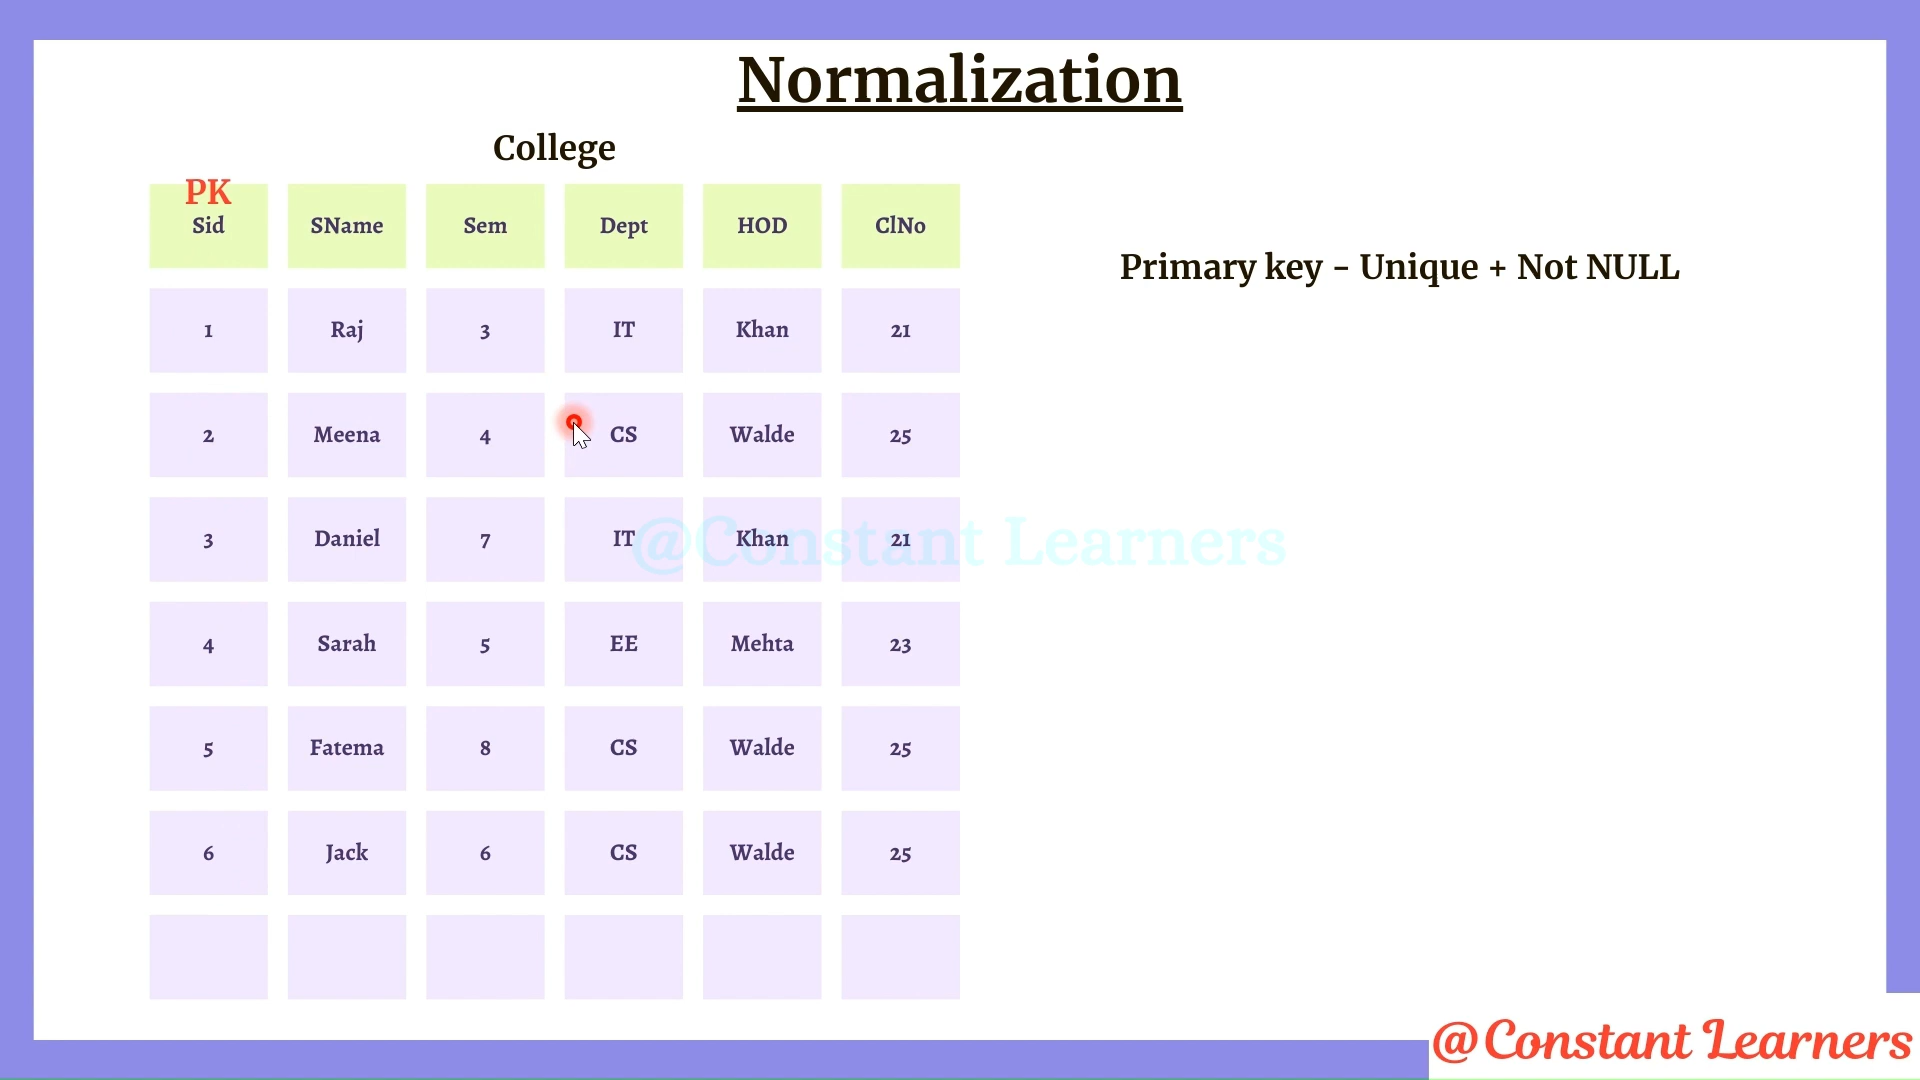 Normalization
College
PK
Sid SName Sem Dept HOD ClNo
Primary key - Unique + Not NULL
1 Raj 3 IT Khan 21
2 Meena 4 CS Walde 25
3 Daniel 7 IT Khan 21
@Constant Learners
4 Sarah 5 EE Mehta 23
5 Fatema 8 CS Walde 25
6 Jack 6 CS Walde 25
@Constant Learners